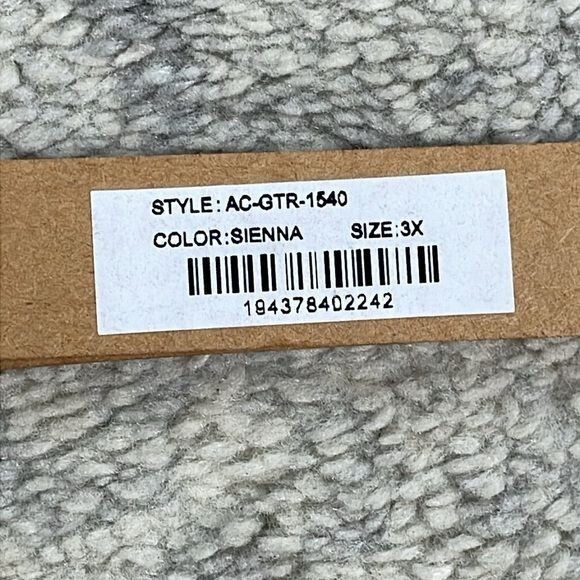 STYLE: AC-GTR-1540
COLOR:SIENNA SIZE:3X
194378402242